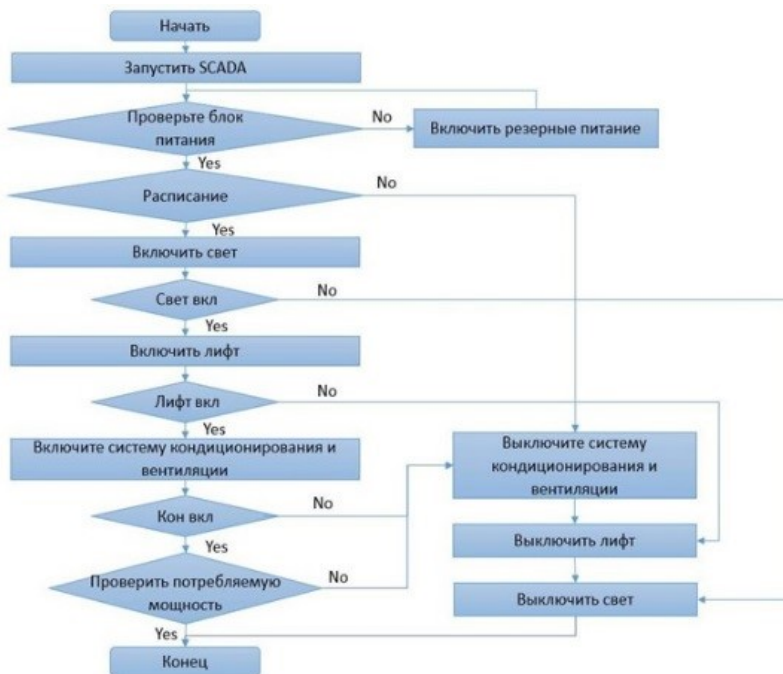 Начать
Запустить SCADA
Проверьте блок
питания
No
Включить резерные питание
Yes
Расписание
No
Yes
Включить свет
Свет вкл
No
Yes
Включить лифт
Лифт вкл
No
Yes
Включите систему кондиционирования и
вентиляции
Выключите систему
кондиционирования и
вентиляции
Кон вкл
No
Yes
Выключить лифт
Проверить потребляемую
мощность
No
Выключить свет
Yes
Конец